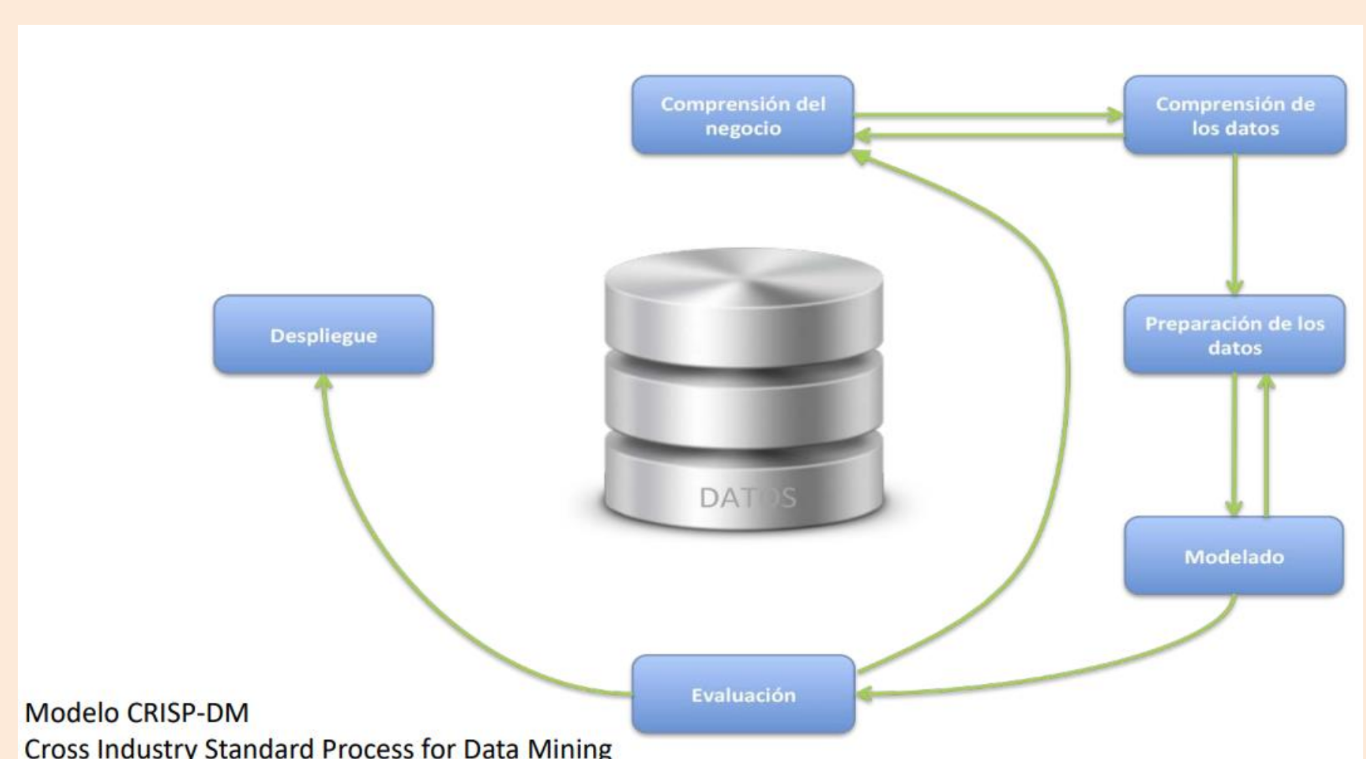 Comprensión del
negocio
Comprensión de
los datos
Despliegue
Preparación de los
datos
DATOS
Modelado
Evaluación
Modelo CRISP-DM
Cross Industry Standard Process for Data Mining